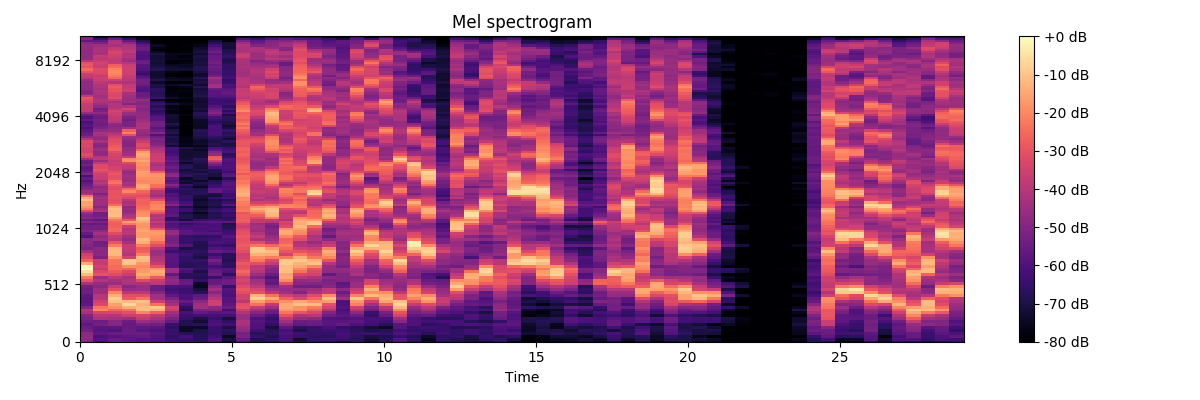 Mel spectrogram
8192
4096
2048
1024
512
0
Hz
0 5 10 15 20 25
Time
+0 dB
-10 dB
-20 dB
-30 dB
-40 dB
-50 dB
-60 dB
-70 dB
-80 dB